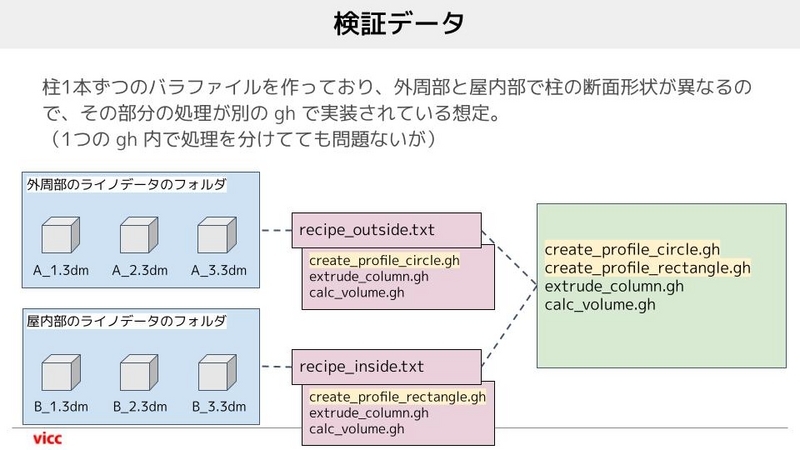 検証データ
柱1本ずつのバラファイルを作っており、外周部と屋内部で柱の断面形状が異なるの
で、その部分の処理が別の gh で実装されている想定。
（1つの gh 内で処理を分けてても問題ないが）
外周部のライノデータのフォルダ
A_1.3dm A_2.3dm A_3.3dm
recipe_outside.txt
create_profile_circle.gh
extrude_column.gh
calc_volume.gh
屋内部のライノデータのフォルダ
B_1.3dm B_2.3dm B_3.3dm
recipe_inside.txt
create_profile_rectangle.gh
extrude_column.gh
calc_volume.gh
create_profile_circle.gh
create_profile_rectangle.gh
extrude_column.gh
calc_volume.gh
vicc